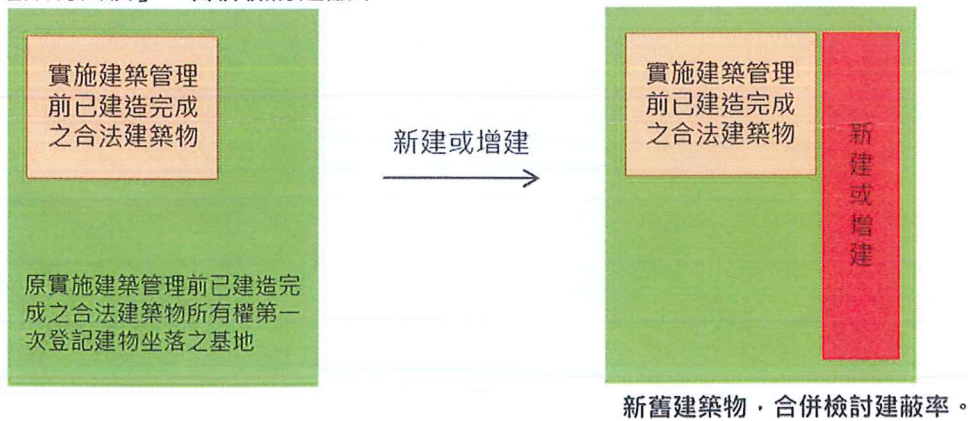 實施建築管理
前已建造完成
之合法建築物
原實施建築管理前已建造完
成之合法建築物所有權第一
次登記建物坐落之基地
新建或增建
實施建築管理
前已建造完成
之合法建築物
新建或增建
新舊建築物，合併檢討建蔽率。